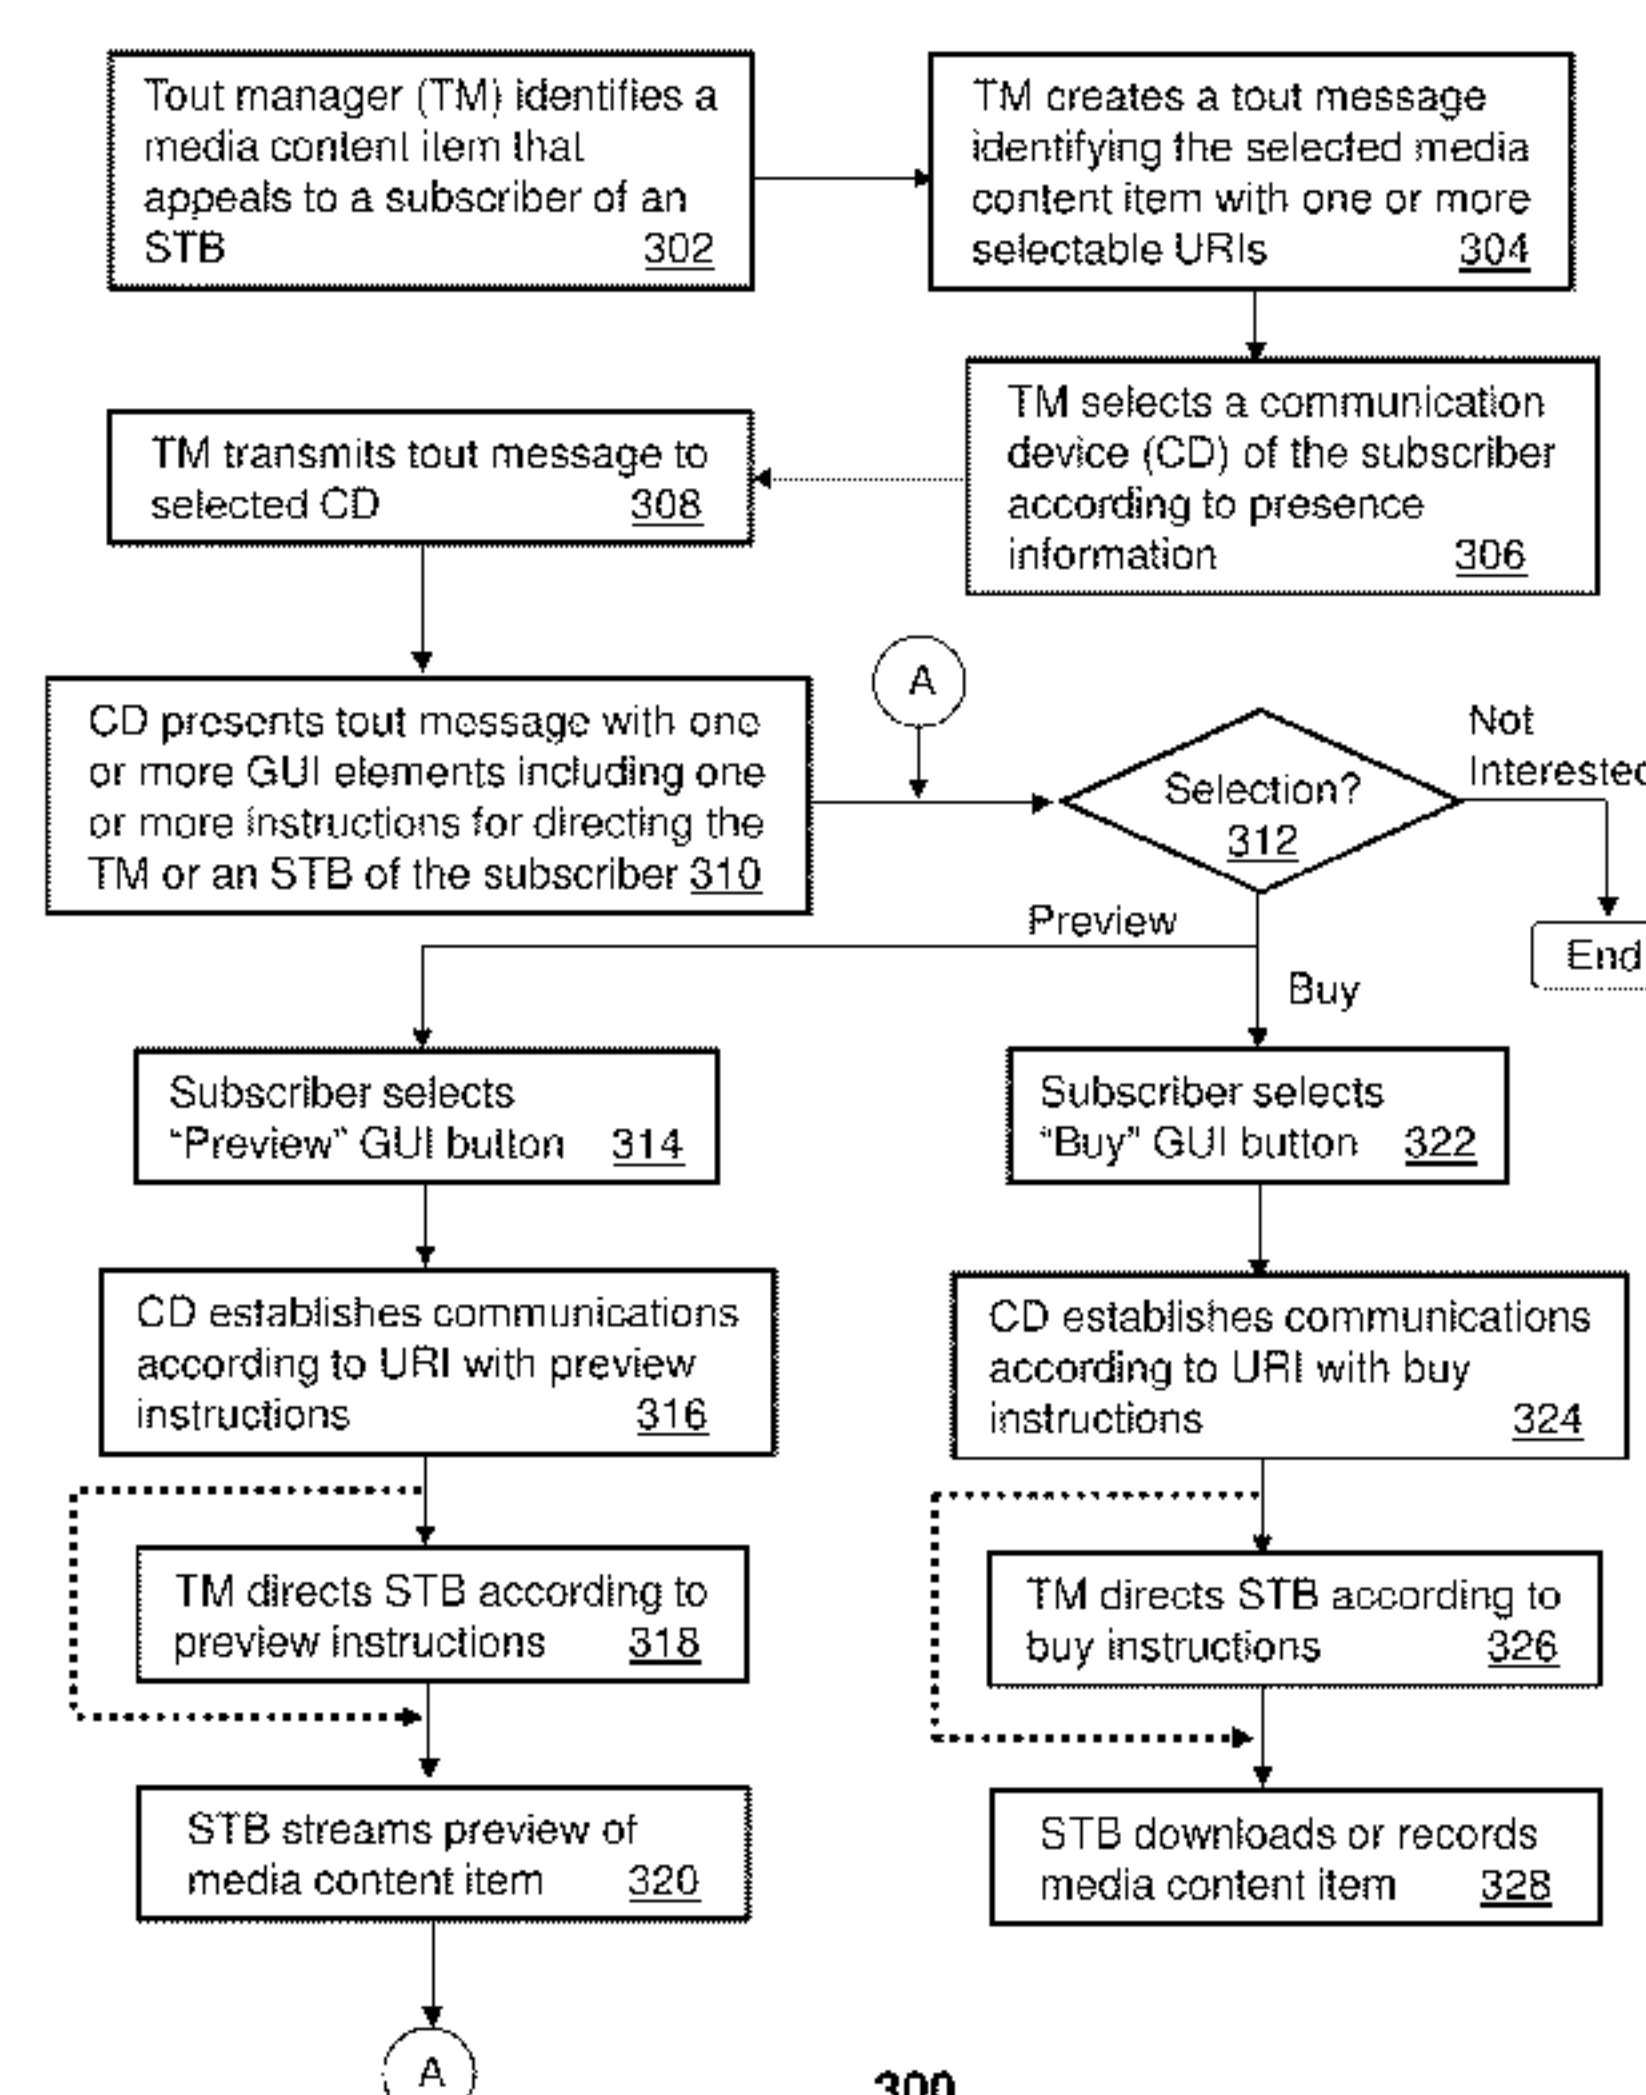 Tout manager (TM) identifies a
media content item that
appeals to a subscriber of an
STB 302
TM creates a tout message
identifying the selected media
content item with one or more
selectable URIs 304
TM selects a communication
device (CD) of the subscriber
according to presence
information 306
TM transmits tout message to
selected CD 308
CD presents tout message with one
or more GUI elements including one
or more instructions for directing the
TM or an STB of the subscriber 310
A
Selection?
312
Not
Interested
End
Preview
Buy
Subscriber selects
“Preview” GUI button 314
CD establishes communications
according to URI with preview
instructions 316
TM directs STB according to
preview instructions 318
STB streams preview of
media content item 320
A
Subscriber selects
“Buy” GUI button 322
CD establishes communications
according to URI with buy
instructions 324
TM directs STB according to
buy instructions 326
STB downloads or records
media content item 328
300